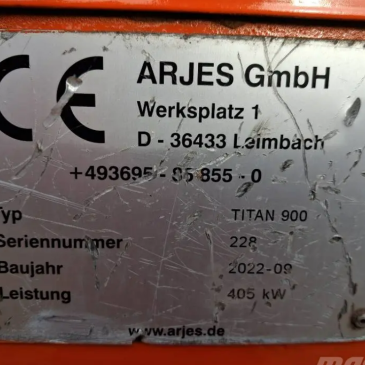 CE ARJES GmbH
Werksplatz 1
D - 36433 Leimbach
+493695 - 85 855 - 0
Typ TITAN 900
Seriennummer 228
Baujahr 2022-09
Leistung 405 kW
www.arjes.de